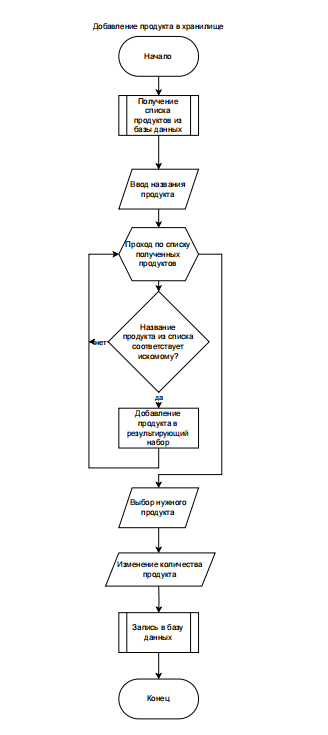 Добавление продукта в хранилище
Начало
Получение
списка
продуктов из
базы данных
Ввод названия
продукта
Проход по списку
полученных
продуктов
Название
продукта из списка
соответствует
искомому?
нет
да
Добавление
продукта в
результирующий
набор
Выбор нужного
продукта
Изменение количества
продукта
Запись в базу
данных
Конец